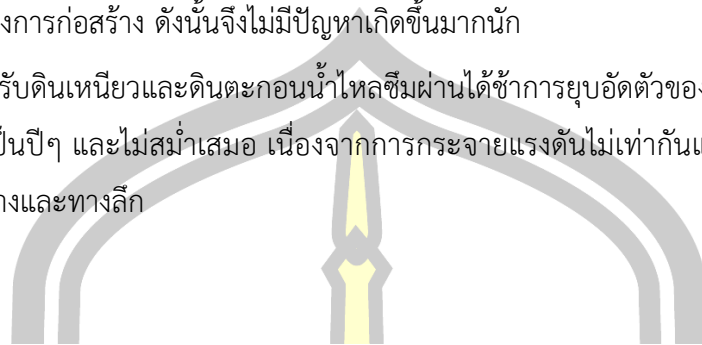 งการก่อสร้าง ดังนั้นจึงไม่มีปัญหาเกิดขึ้นมากนัก
รับดินเหนียวและดินตะกอนน้ำไหลซึมผ่านได้ช้าการยุบอัดตัวของ
ป็นปีๆ และไม่สม่ำเสมอ เนื่องจากการกระจายแรงดันไม่เท่ากันแ
างและทางลึก